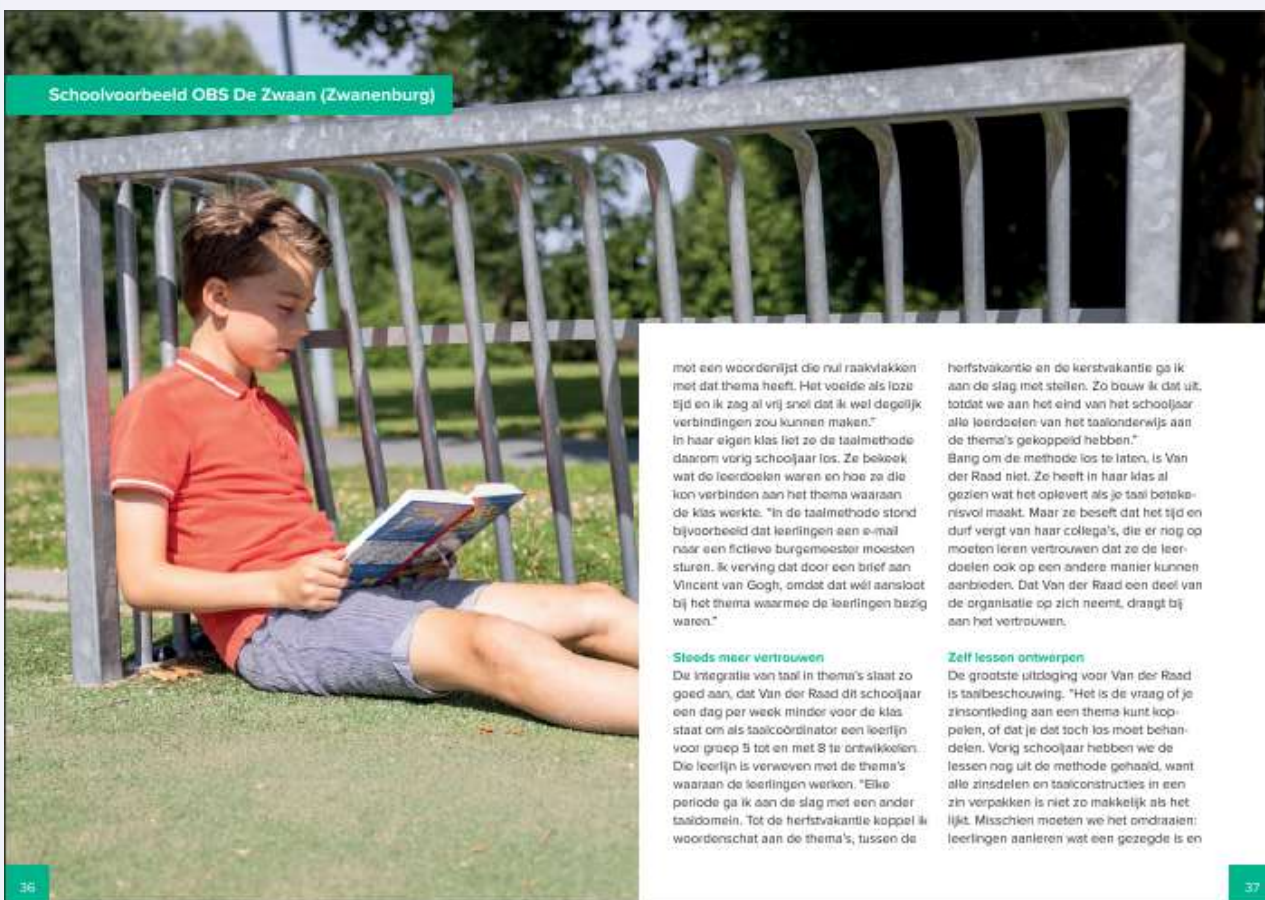 Schoolvoorbeeld OBS De Zwaan (Zwanenburg)
met een woordenlijst die nul raakvlakken
met dat thema heeft. Het voelde als loze
tijd en ik zag al vrij snel dat ik wel degelijk
verbindingen zou kunnen maken."
In haar eigen klas liet ze de taalmethode
daarom vorig schooljaar los. Ze bekeek
wat de leerdoelen waren en hoe ze die
kon verbinden aan het thema waaraan
de klas werkte. "In de taalmethode stond
bijvoorbeeld dat leerlingen een e-mail
naar een fictieve burgemeester moesten
sturen. Ik verving dat door een brief aan
Vincent van Gogh, omdat dat wél aansloot
bij het thema waarmee de leerlingen bezig
waren."
Steeds meer vertrouwen
De integratie van taal in thema's slaat zo
goed aan, dat Van der Raad dit schooljaar
een dag per week minder voor de klas
staat om als taalcoördinator een leerlijn
voor groep 5 tot en met 8 te ontwikkelen.
Die leerlijn is verweven met de thema's
waaraan de leerlingen werken. "Elke
periode ga ik aan de slag met een ander
taaldomein. Tot de herfstvakantie koppel ik
woordenschat aan de thema's, tussen de
herfstvakantie en de kerstvakantie ga ik
aan de slag met stellen. Zo bouw ik dat uit,
totdat we aan het eind van het schooljaar
alle leerdoelen van het taalonderwijs aan
de thema's gekoppeld hebben."
Bang om de methode los te laten, is Van
der Raad niet. Ze heeft in haar klas al
gezien wat het oplevert als je taal beteke-
nisvol maakt. Maar ze beseft dat het tijd en
durf vergt van haar collega's, die er nog op
moeten leren vertrouwen dat ze de leer-
doelen ook op een andere manier kunnen
aanbieden. Dat Van der Raad een deel van
de organisatie op zich neemt, draagt bij
aan het vertrouwen.
Zelf lessen ontwerpen
De grootste uitdaging voor Van der Raad
is taalbeschouwing. "Het is de vraag of je
zinsontleding aan een thema kunt kop-
pelen, of dat je dat toch los moet behan-
delen. Vorig schooljaar hebben we de
lessen nog uit de methode gehaald, want
alle zinsdelen en taalconstructies in een
zin verpakken is niet zo makkelijk als het
lijkt. Misschien moeten we het omdraaien:
leerlingen aanleren wat een gezegde is en
36
37